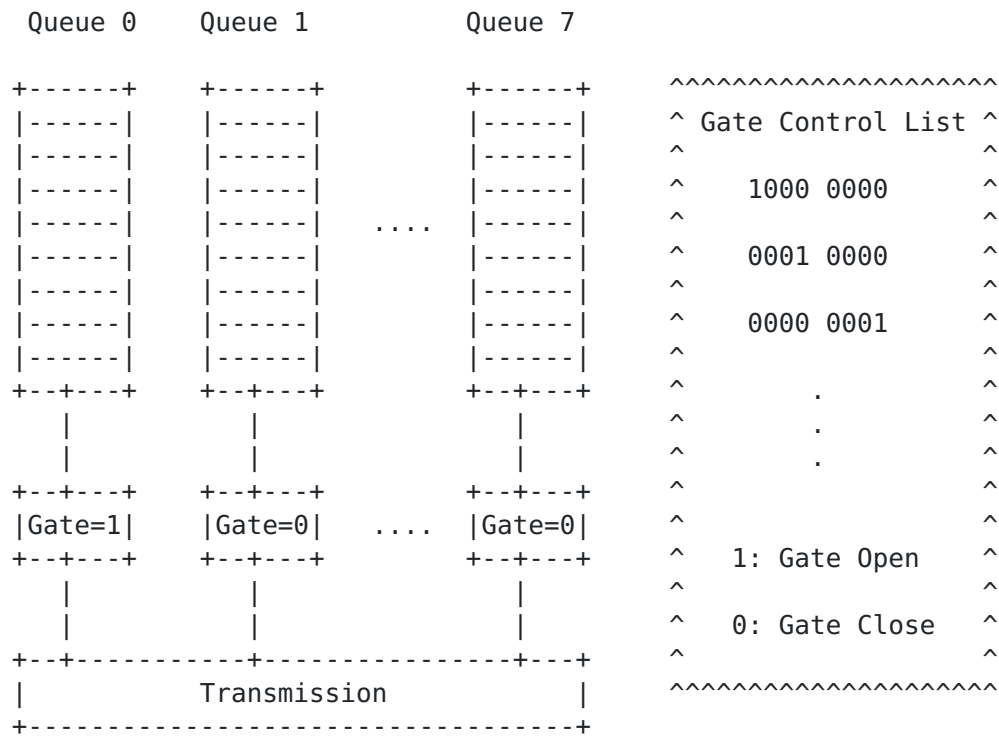 Queue 0    Queue 1          Queue 7

+------+    +------+         +------+     ^^^^^^^^^^^^^^^^^^^^^
|------|    |------|         |------|     ^ Gate Control List ^
|------|    |------|         |------|     ^                   ^
|------|    |------|         |------|     ^    1000 0000      ^
|------|    |------|   ....  |------|     ^                   ^
|------|    |------|         |------|     ^    0001 0000      ^
|------|    |------|         |------|     ^                   ^
|------|    |------|         |------|     ^    0000 0001      ^
|------|    |------|         |------|     ^                   ^
+--+---+    +--+---+         +--+---+     ^        .          ^
   |           |                |         ^        .          ^
   |           |                |         ^        .          ^
+--+---+    +--+---+         +--+---+     ^                   ^
|Gate=1|    |Gate=0|   ....  |Gate=0|     ^                   ^
+--+---+    +--+---+         +--+---+     ^   1: Gate Open    ^
   |           |                |         ^                   ^
   |           |                |         ^   0: Gate Close   ^
+--+-----------+----------------+---+     ^                   ^
|           Transmission            |     ^^^^^^^^^^^^^^^^^^^^^
+-----------------------------------+